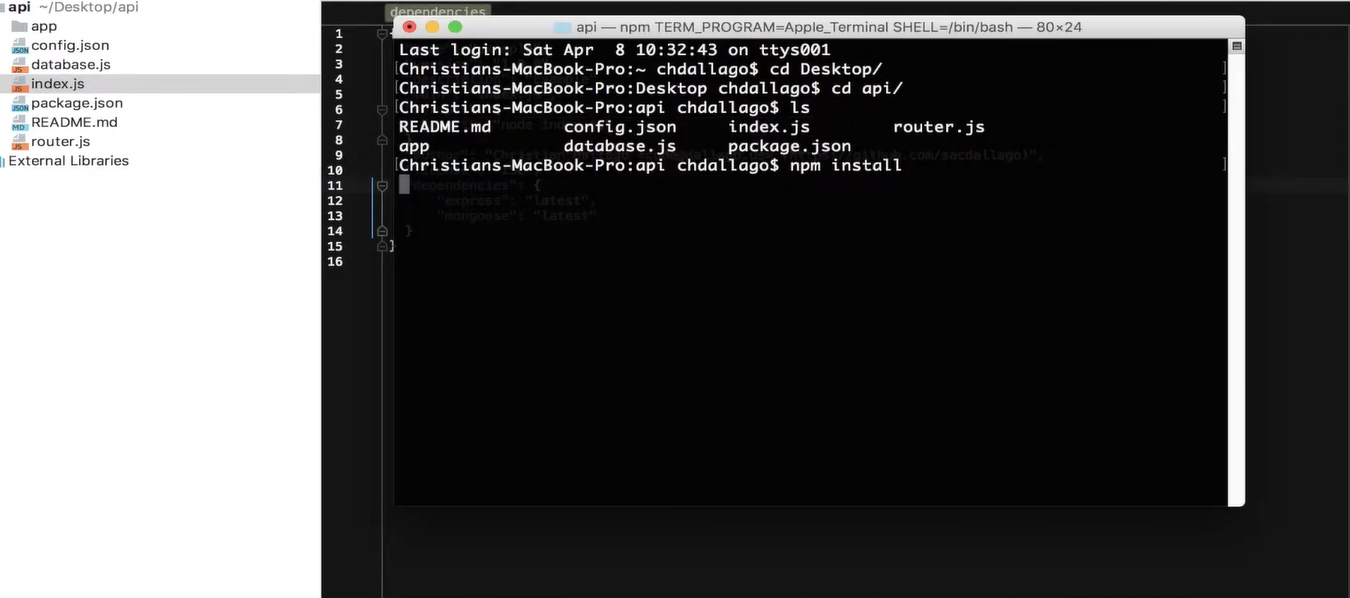 api ~/Desktop/api
app
config.json
database.js
index.js
package.json
README.md
router.js
External Libraries
dependencies
api — npm TERM_PROGRAM=Apple_Terminal SHELL=/bin/bash — 80×24
Last login: Sat Apr  8 10:32:43 on ttys001
[Christians-MacBook-Pro:~ chdallago$ cd Desktop/ ]
[Christians-MacBook-Pro:Desktop chdallago$ cd api/ ]
[Christians-MacBook-Pro:api chdallago$ ls ]
README.md config.json index.js router.js
app database.js package.json
[Christians-MacBook-Pro:api chdallago$ npm install ]
1
2
3
4
5
6
7
8
9
10
11
12
13
14
15
16
dependencies": {
"express": "latest",
"mongoose": "latest"
}
}